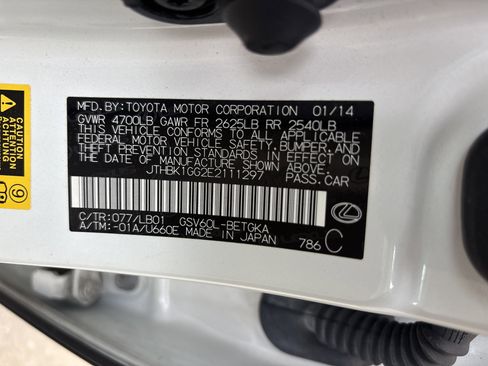 MFD.BY:TOYOTA MOTOR CORPORATION 01/14
GVWR 4700LB GAWR FR 2625LB RR 2540LB
THIS VEHICLE CONFORMS TO ALL APPLICABLE
FEDERAL MOTOR VEHICLE SAFETY,BUMPER,AND
THEFT PREVENTION STANDARDS IN EFFECT ON
THE DATE OF MANUFACTURE SHOWN ABOVE.
JTHBK1GG2E2111297 PASS.CAR
C/TR:077/LB01 GSV60L-BETGKA
A/TM:-01A/U660E MADE IN JAPAN 786 C
CAUTION
ACHTUNG
9